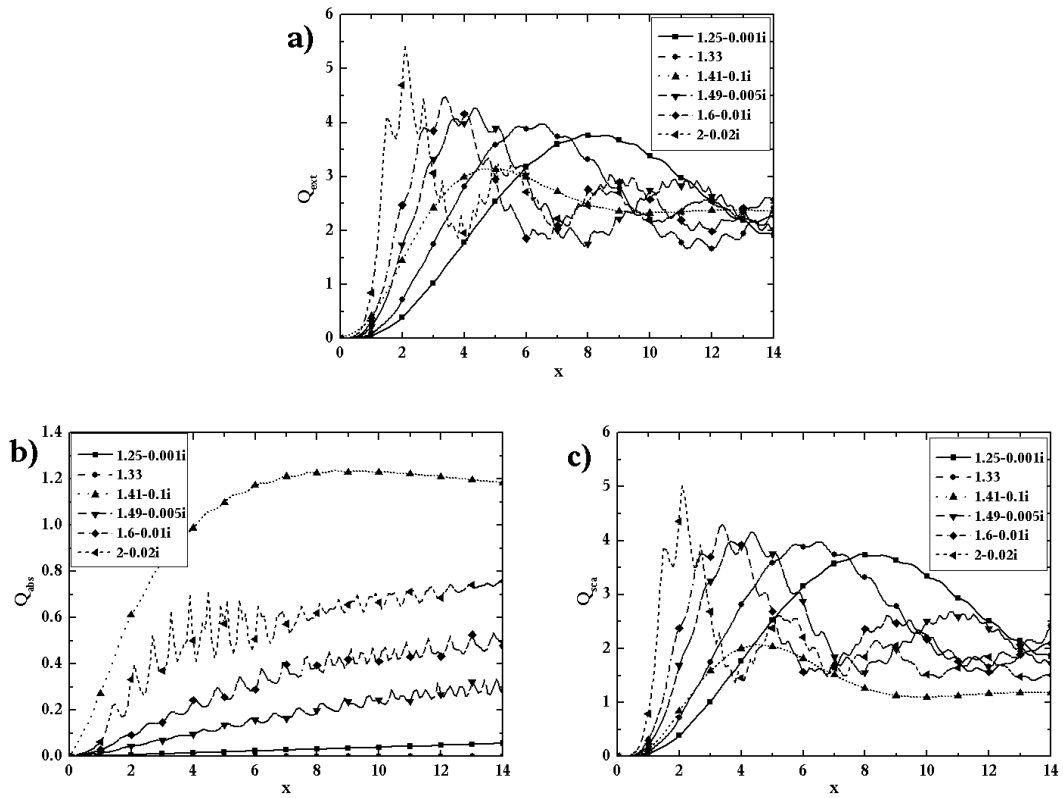 a)
Q_ext
6
5
4
3
2
1
0
0 2 4 6 8 10 12 14
x
1.25-0.001i
1.33
1.41-0.1i
1.49-0.005i
1.6-0.01i
2-0.02i
b)
Q_abs
1.4
1.2
1.0
0.8
0.6
0.4
0.2
0.0
0 2 4 6 8 10 12 14
x
1.25-0.001i
1.33
1.41-0.1i
1.49-0.005i
1.6-0.01i
2-0.02i
c)
Q_sca
6
5
4
3
2
1
0
0 2 4 6 8 10 12 14
x
1.25-0.001i
1.33
1.41-0.1i
1.49-0.005i
1.6-0.01i
2-0.02i